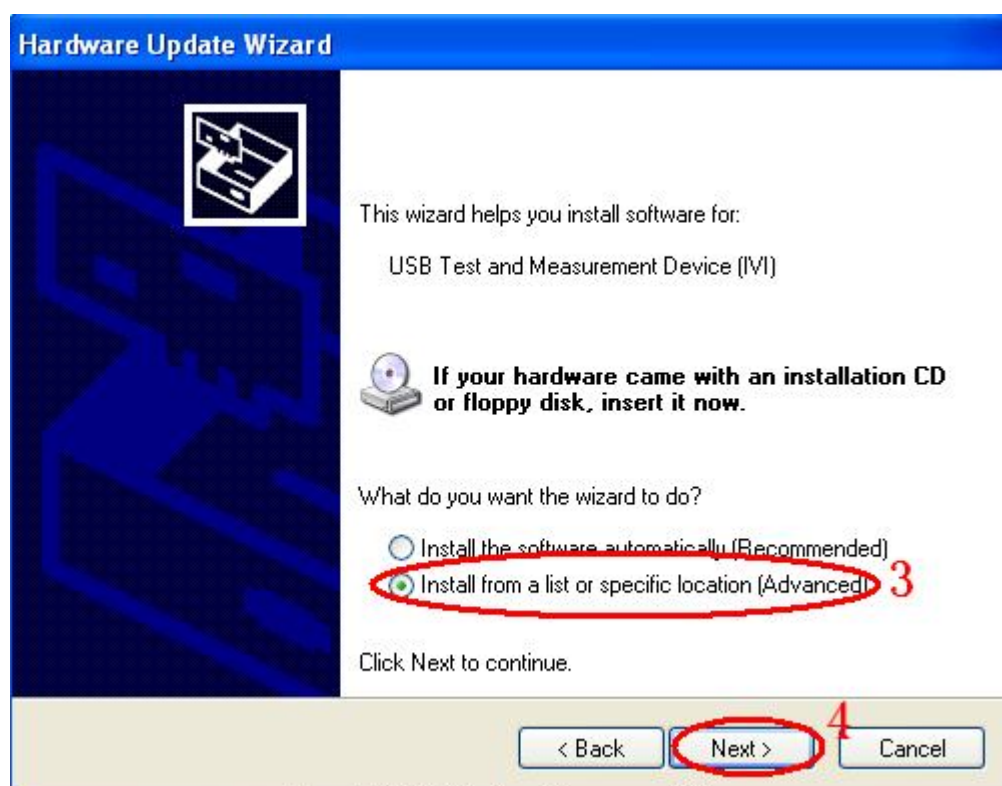 Hardware Update Wizard
This wizard helps you install software for:
USB Test and Measurement Device (IVI)
If your hardware came with an installation CD
or floppy disk, insert it now.
What do you want the wizard to do?
Install the software automatically (Recommended)
Install from a list or specific location (Advanced) 3
Click Next to continue.
4
< Back Next > Cancel